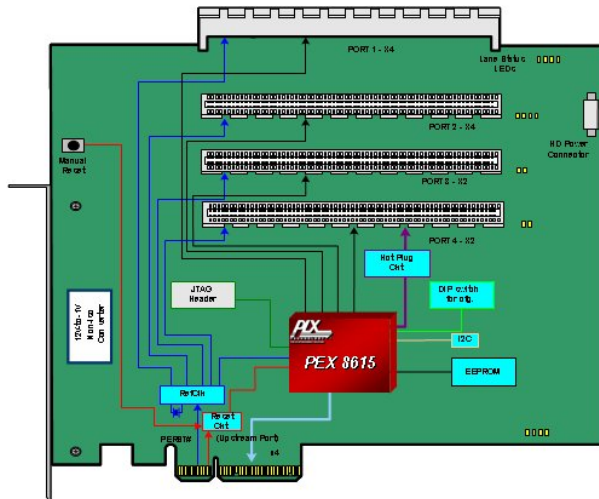 PORT 1 - X4
Lane Status
LEDs
PORT 2 - X4
HD Power
Connector
Manual
Reset
PORT 3 - X2
PORT 4 - X2
Hot Plug
Cnt
JTAG
Header
DIP switch
for cfg.
12V-to-1V
Non-Iso
Converter
PLX
PEX 8615
I2C
EEPROM
RefClk
Reset
Cnt
PERST#
(Upstream Port)
x4